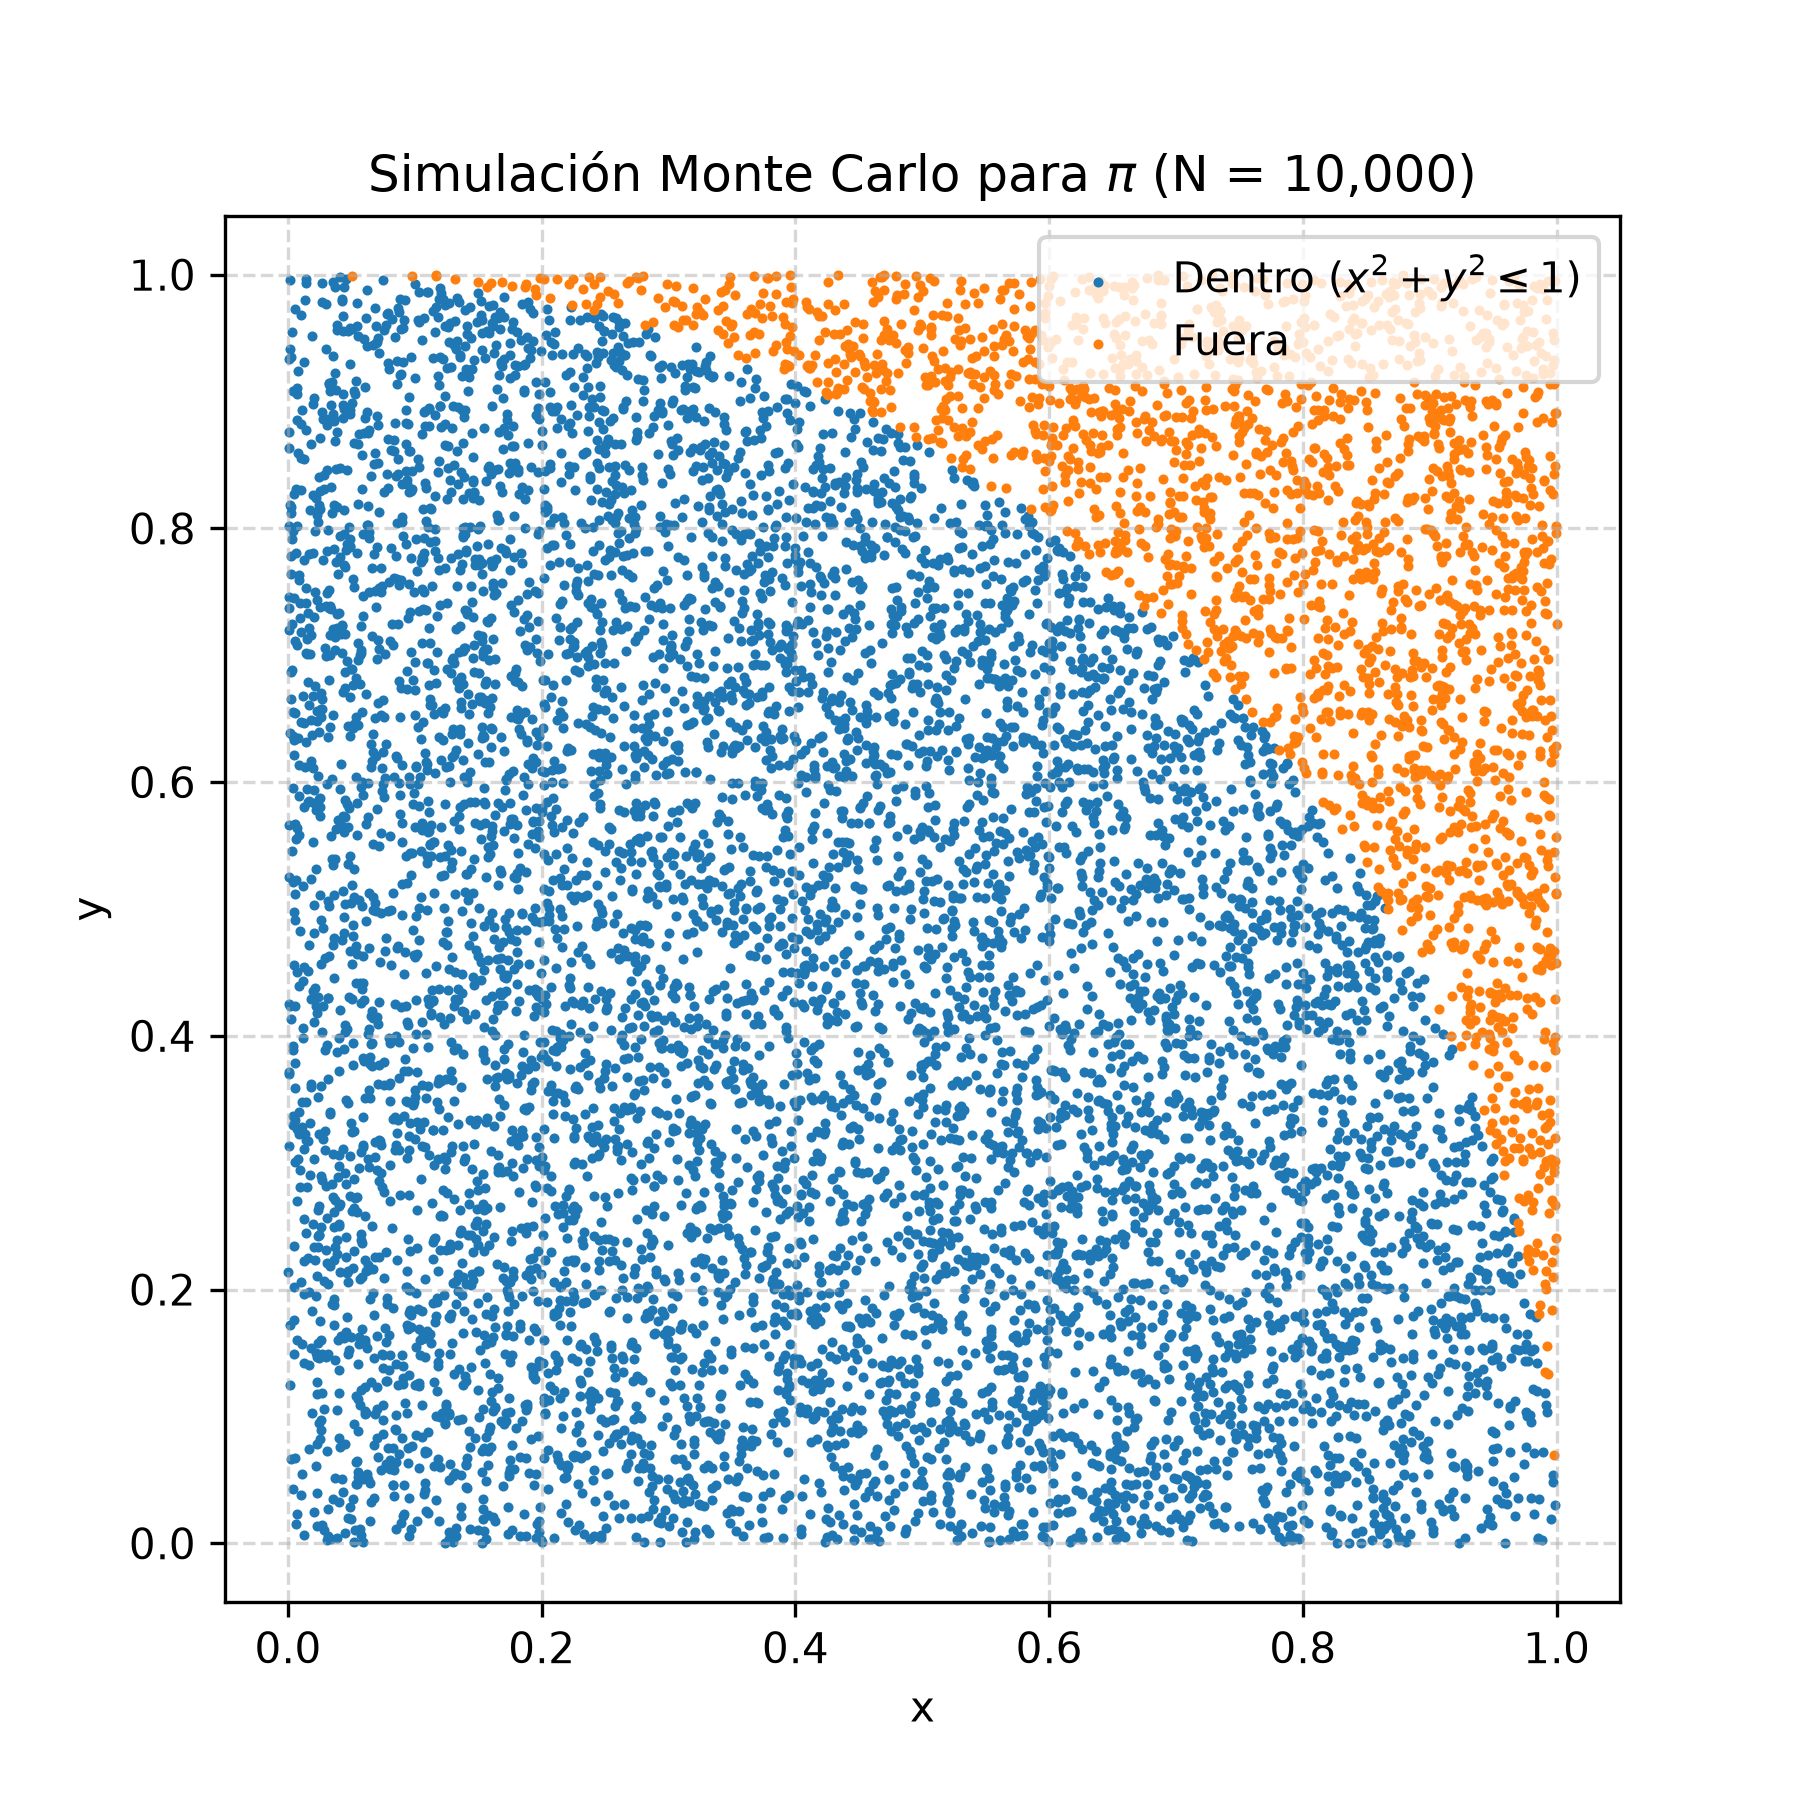 Simulación Monte Carlo para π (N = 10,000)
Dentro (x² + y² ≤ 1)
Fuera
1.0
0.8
0.6
0.4
0.2
0.0
y
0.0 0.2 0.4 0.6 0.8 1.0
x